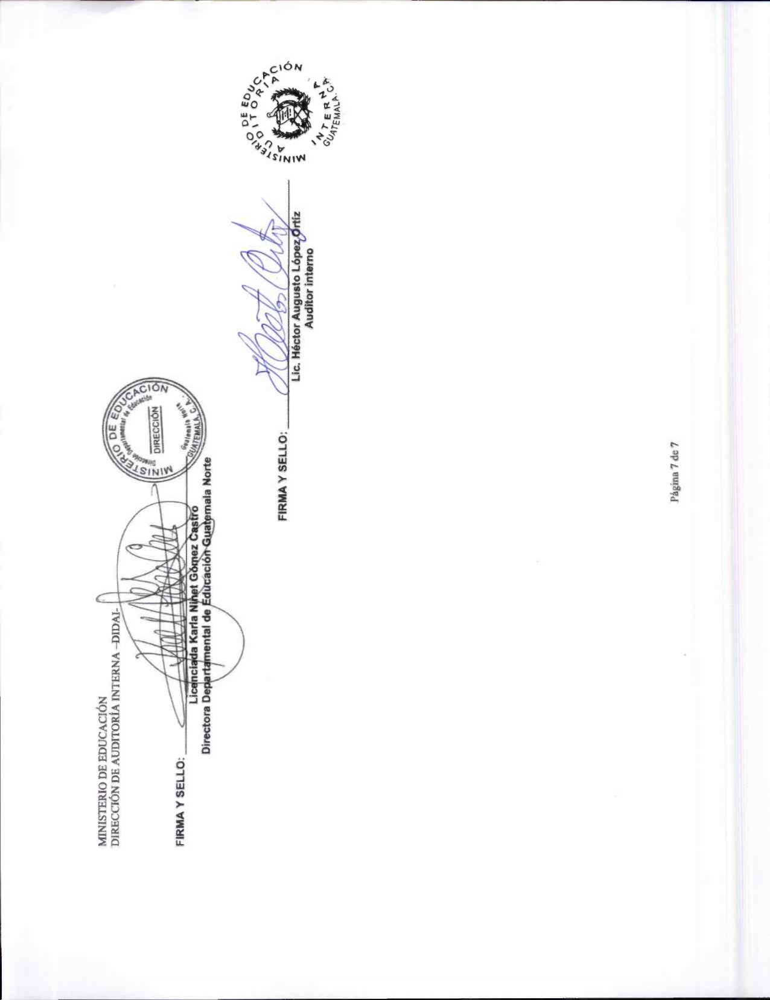 MINISTERIO DE EDUCACIÓN
DIRECCIÓN DE AUDITORÍA INTERNA –DIDAI-
FIRMA Y SELLO:
Licenciada Karla Ninet Gómez Castro
Directora Departamental de Educación Guatemala Norte
MINISTERIO DE EDUCACIÓN
Dirección Departamental de Educación
DIRECCIÓN
Guatemala Norte
GUATEMALA, C.A.
FIRMA Y SELLO:
Lic. Héctor Augusto López Ortíz
Auditor interno
MINISTERIO DE EDUCACIÓN
AUDITORIA
INTERNA
GUATEMALA. C.A.
Página 7 de 7